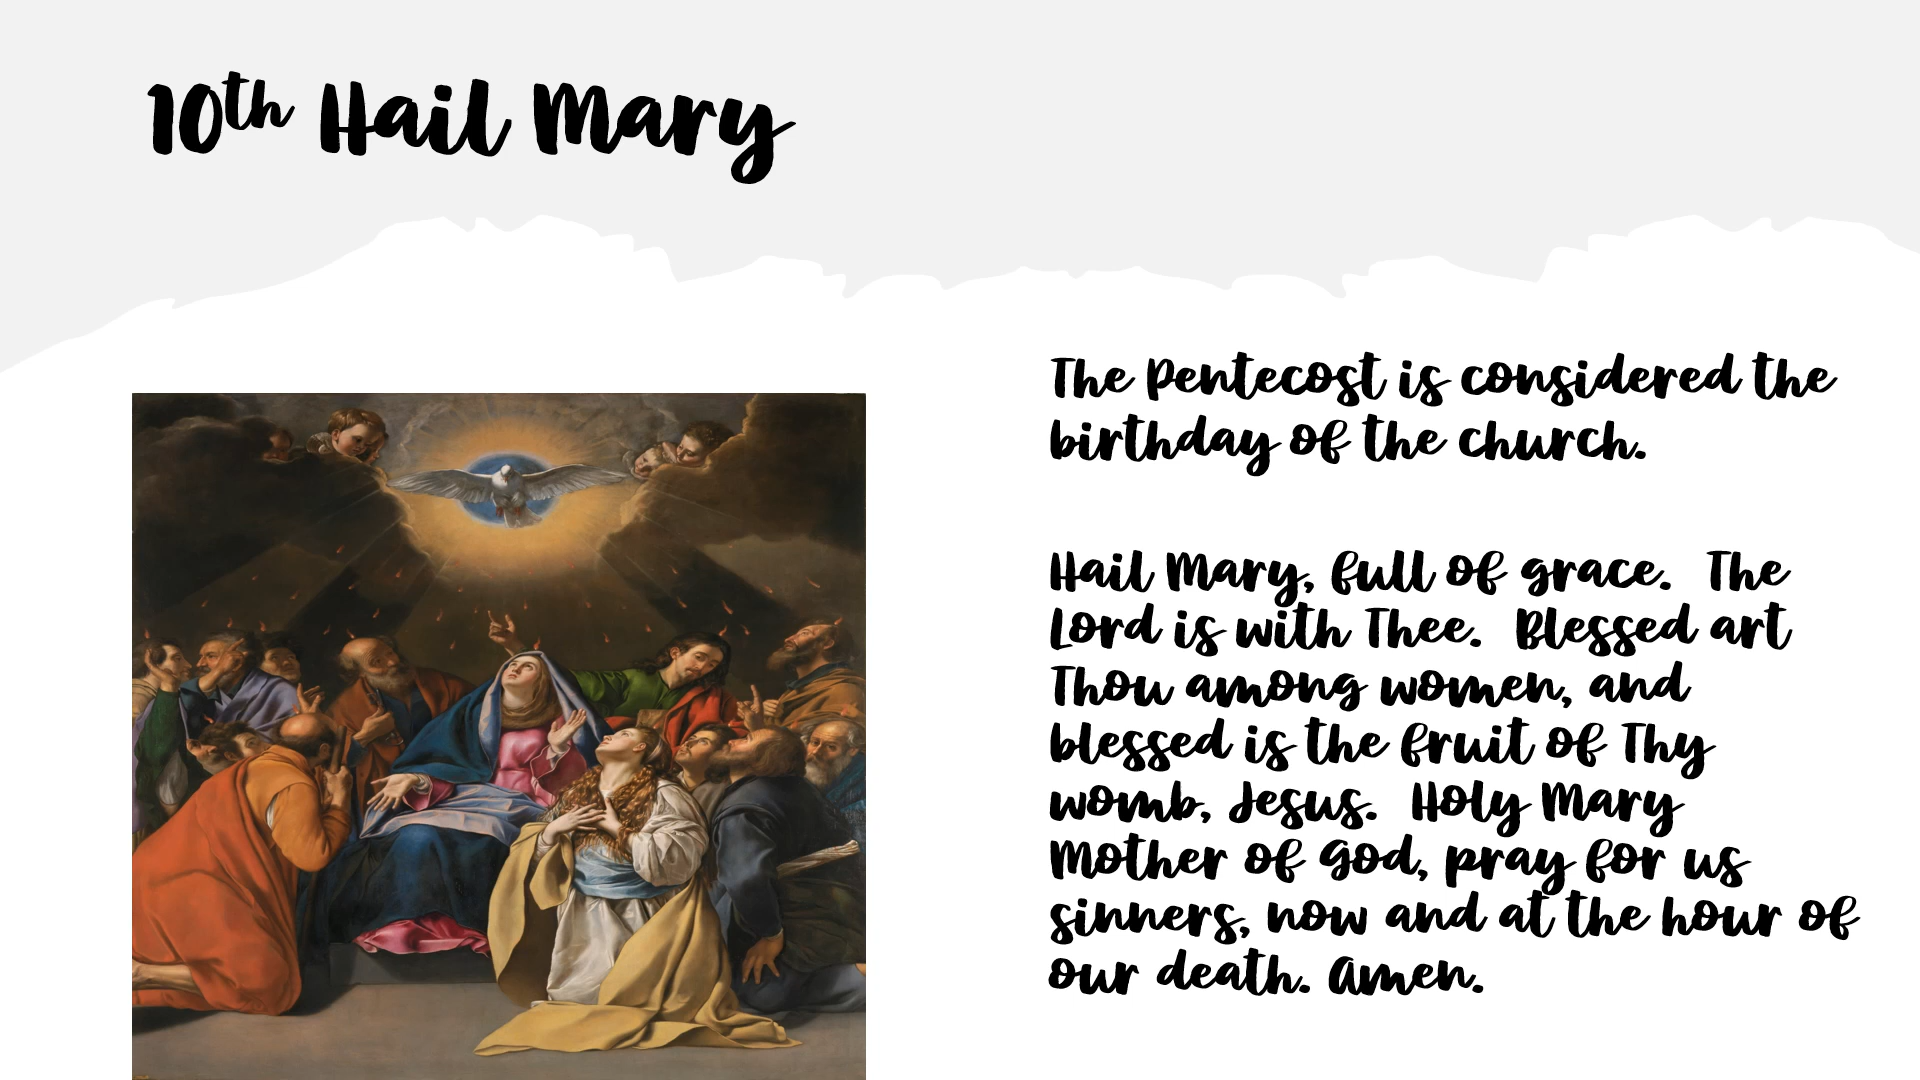 10th Hail Mary
The Pentecost is considered the
birthday of the church.
Hail Mary, full of grace.  The
Lord is with Thee.  Blessed art
Thou among women, and
blessed is the fruit of Thy
womb, Jesus.  Holy Mary
Mother of God, pray for us
sinners, now and at the hour of
our death. Amen.